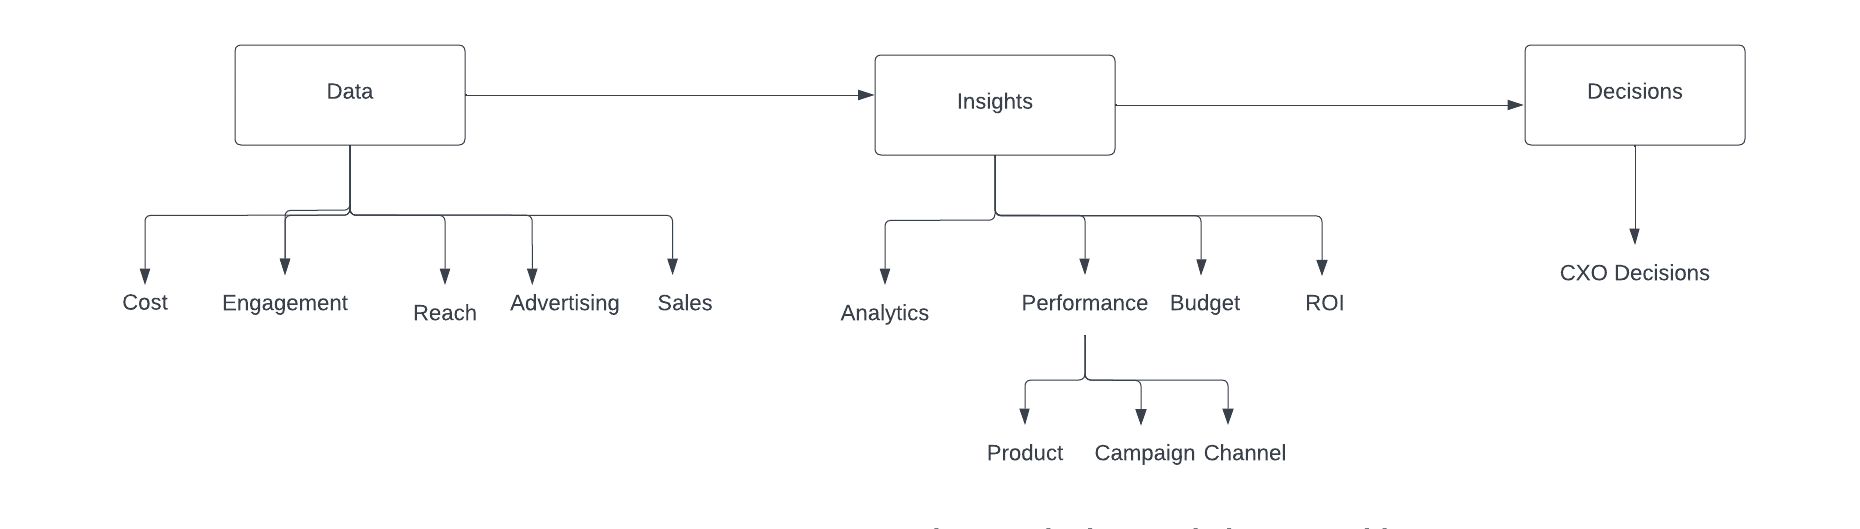 Data
Insights
Decisions
Cost
Engagement
Reach
Advertising
Sales
Analytics
Performance
Budget
ROI
CXO Decisions
Product
Campaign
Channel